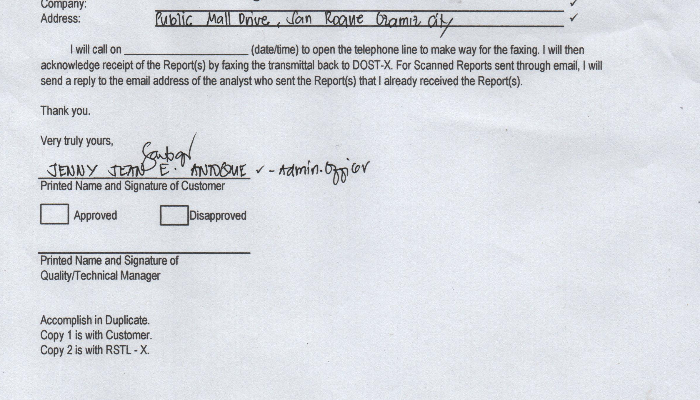 Company: ✓
Address: Public Mall Drive, San Roque Ozamiz City ✓
I will call on ____________________ (date/time) to open the telephone line to make way for the faxing. I will then
acknowledge receipt of the Report(s) by faxing the transmittal back to DOST-X. For Scanned Reports sent through email, I will
send a reply to the email address of the analyst who sent the Report(s) that I already received the Report(s).
Thank you.
Very truly yours,
JENNY JEAN E. ANTOQUE ✓ - Admin. Officer
Printed Name and Signature of Customer
Approved Disapproved
Printed Name and Signature of
Quality/Technical Manager
Accomplish in Duplicate.
Copy 1 is with Customer.
Copy 2 is with RSTL - X.